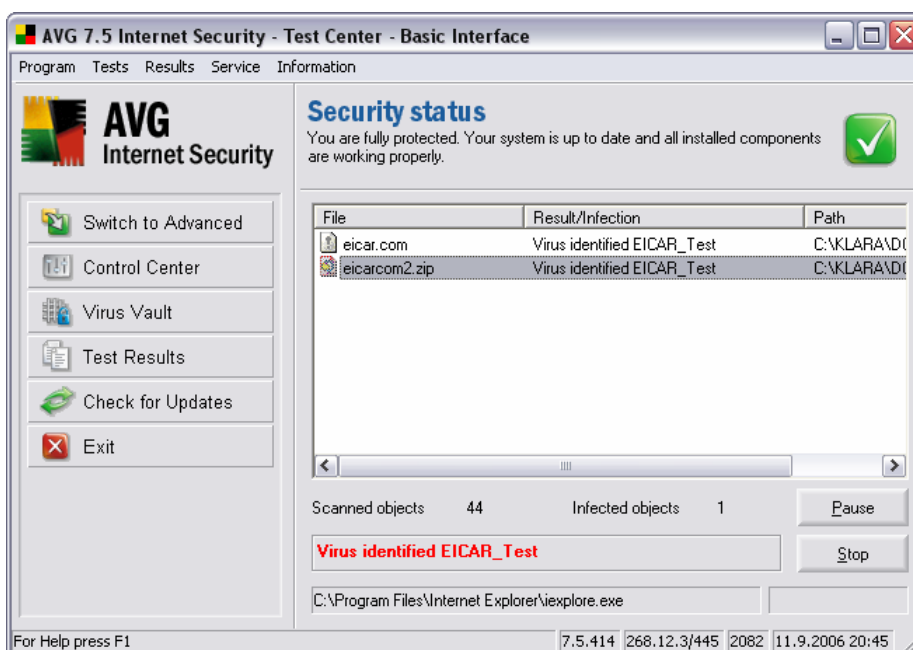 AVG 7.5 Internet Security - Test Center - Basic Interface
Program Tests Results Service Information
AVG
Internet Security
Switch to Advanced
Control Center
Virus Vault
Test Results
Check for Updates
Exit
Security status
You are fully protected. Your system is up to date and all installed components
are working properly.
File Result/Infection Path
eicar.com Virus identified EICAR_Test C:\KLARA\DO
eicarcom2.zip Virus identified EICAR_Test C:\KLARA\DO
Scanned objects 44 Infected objects 1 Pause
Virus identified EICAR_Test Stop
C:\Program Files\Internet Explorer\iexplore.exe
For Help press F1 7.5.414 268.12.3/445 2082 11.9.2006 20:45